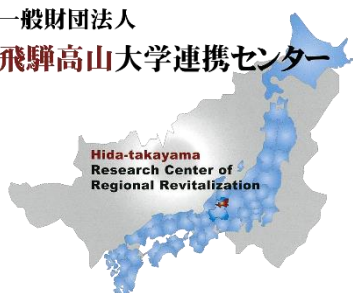 一般財団法人
飛騨高山大学連携センター
Hida-takayama
Research Center of
Regional Revitalization